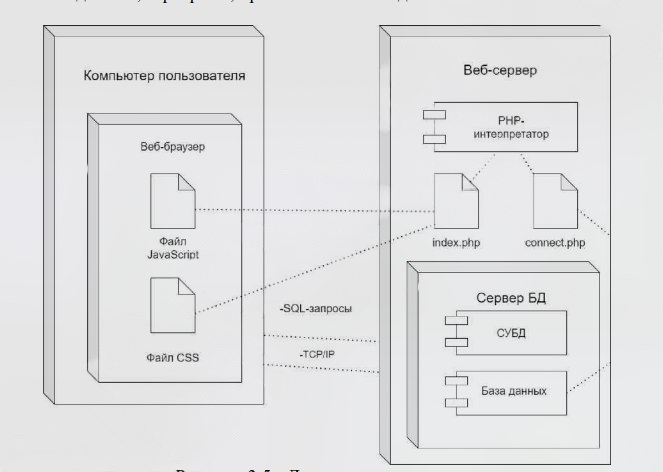 Компьютер пользователя
Веб-браузер
Файл
JavaScript
Файл CSS
-SQL-запросы
-TCP/IP
Веб-сервер
PHP-
интерпретатор
index.php
connect.php
Сервер БД
СУБД
База данных